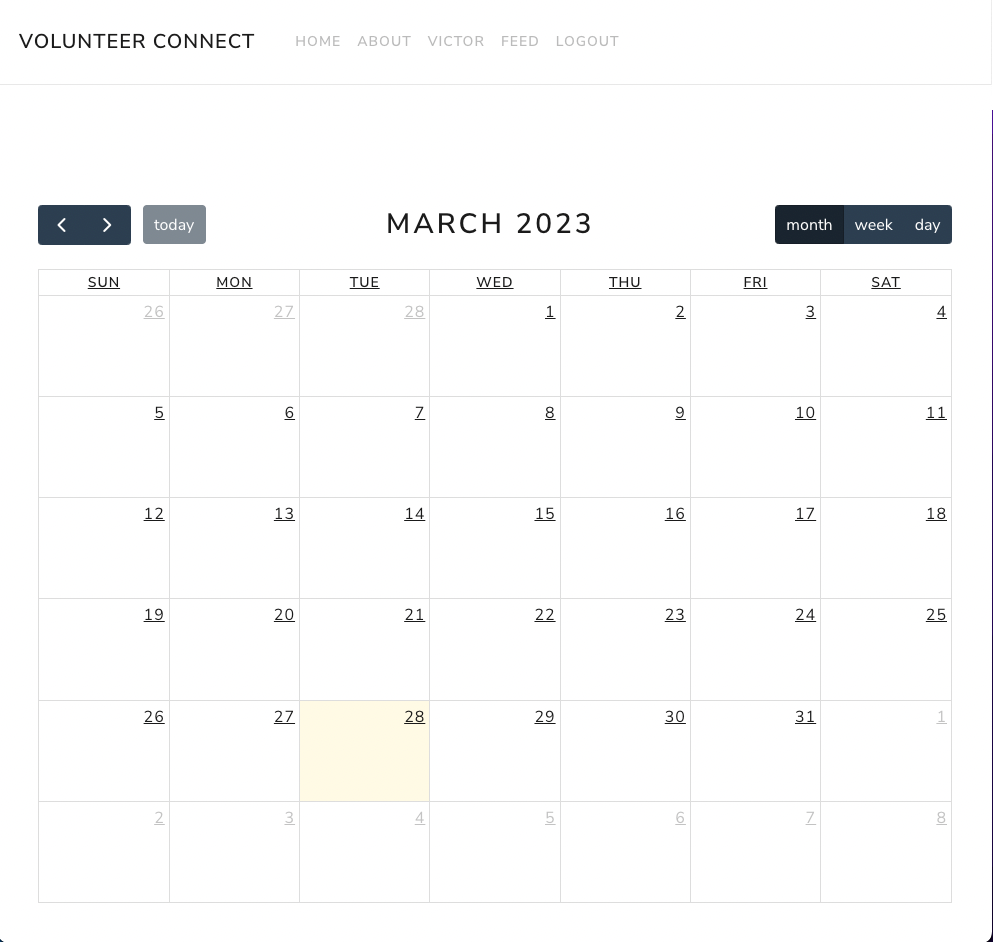 VOLUNTEER CONNECT HOME ABOUT VICTOR FEED LOGOUT
today MARCH 2023 month week day
SUN MON TUE WED THU FRI SAT
26 27 28 1 2 3 4
5 6 7 8 9 10 11
12 13 14 15 16 17 18
19 20 21 22 23 24 25
26 27 28 29 30 31 1
2 3 4 5 6 7 8